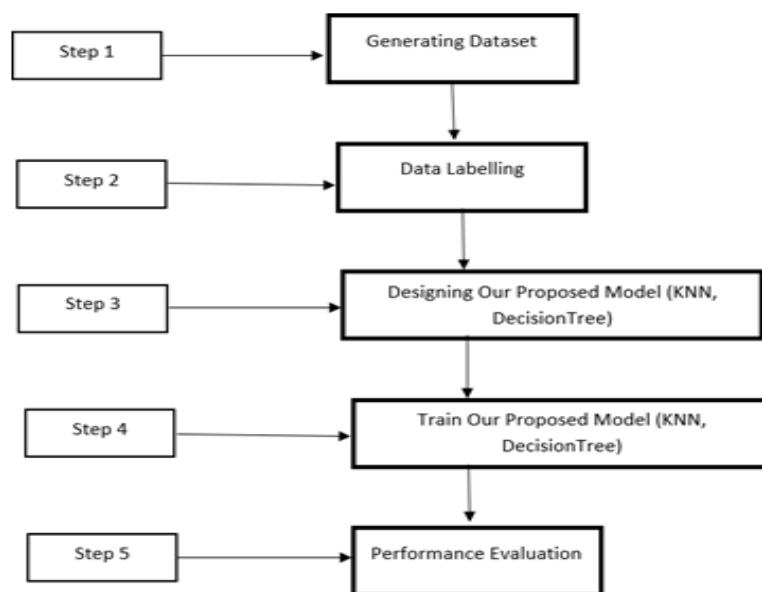 Step 1
Generating Dataset
Step 2
Data Labelling
Step 3
Designing Our Proposed Model (KNN,
DecisionTree)
Step 4
Train Our Proposed Model (KNN,
DecisionTree)
Step 5
Performance Evaluation